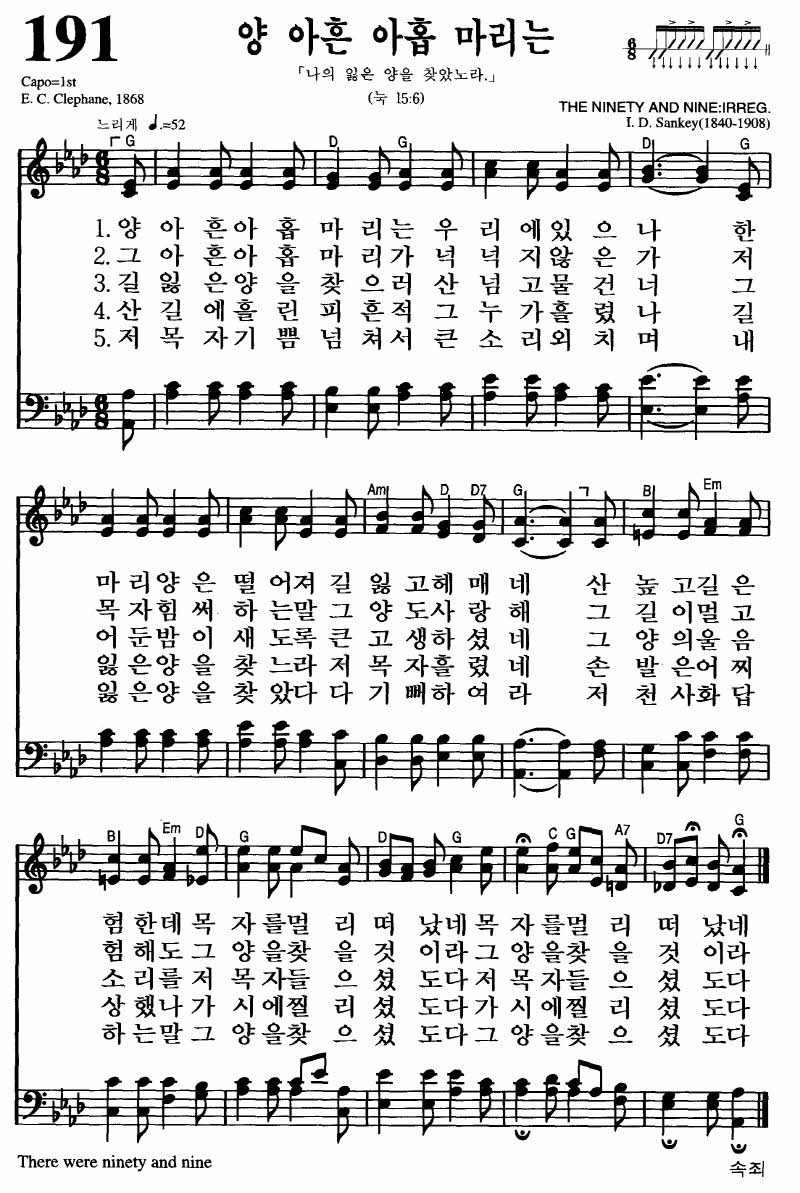 191
양 아흔 아홉 마리는
「나의 잃은 양을 찾았노라.」
(눅 15:6)
Capo=1st
E. C. Clephane, 1868
THE NINETY AND NINE:IRREG.
I. D. Sankey(1840-1908)
느리게 ♩.=52
6/8
G D G D G
1. 양 아 흔아 홉 마 리는 우 리 에있 으 나 한
2. 그 아 흔아 홉 마 리가 넉 넉 지않 은 가 저
3. 길 잃 은양 을 찾 으러 산 넘 고물 건 너 그
4. 산 길 에흘 린 피 흔적 그 누 가흘 렸 나 길
5. 저 목 자기 쁨 넘 쳐서 큰 소 리외 치 며 내
Am D D7 G B Em
마 리양 은 떨 어져 길 잃 고헤 매 네 산 높 고길 은
목 자힘 써 하 는말 그 양 도사 랑 해 그 길 이멀 고
어 둔밤 이 새 도록 큰 고 생하 셨 네 그 양 의울 음
잃 은양 을 찾 느라 저 목 자흘 렸 네 손 발 은어 찌
잃 은양 을 찾 았다 다 기 뻐하 여 라 저 천 사화 답
B Em D G D G C G A7 D7 G
험 한데 목 자를멀 리 떠 났네 목 자를멀 리 떠 났네
험 해도 그 양을찾 을 것 이라 그 양을찾 을 것 이라
소 리를 저 목자들 으 셨 도다 저 목자들 으 셨 도다
상 했나 가 시에찔 리 셨 도다 가 시에찔 리 셨 도다
하 는말 그 양을찾 으 셨 도다 그 양을찾 으 셨 도다
There were ninety and nine
속죄